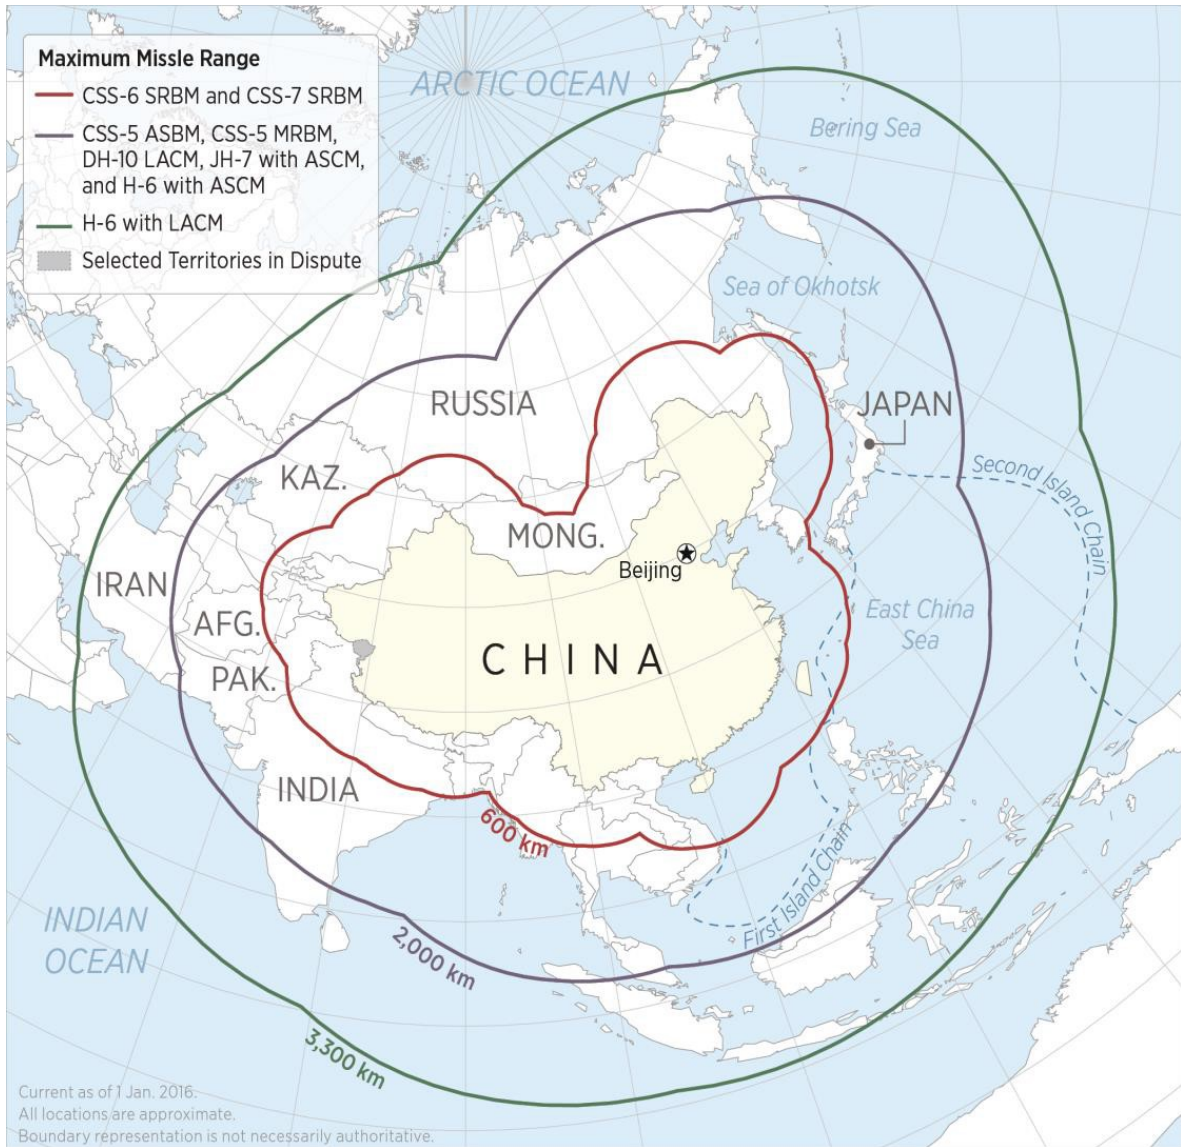 Maximum Missle Range
CSS-6 SRBM and CSS-7 SRBM
CSS-5 ASBM, CSS-5 MRBM,
DH-10 LACM, JH-7 with ASCM,
and H-6 with ASCM
H-6 with LACM
Selected Territories in Dispute
ARCTIC OCEAN
Bering Sea
Sea of Okhotsk
RUSSIA
JAPAN
KAZ.
Second Island Chain
MONG.
Beijing
IRAN
AFG.
East China
Sea
CHINA
PAK.
INDIA
600 km
First Island Chain
INDIAN
OCEAN
2,000 km
3,300 km
Current as of 1 Jan. 2016.
All locations are approximate.
Boundary representation is not necessarily authoritative.